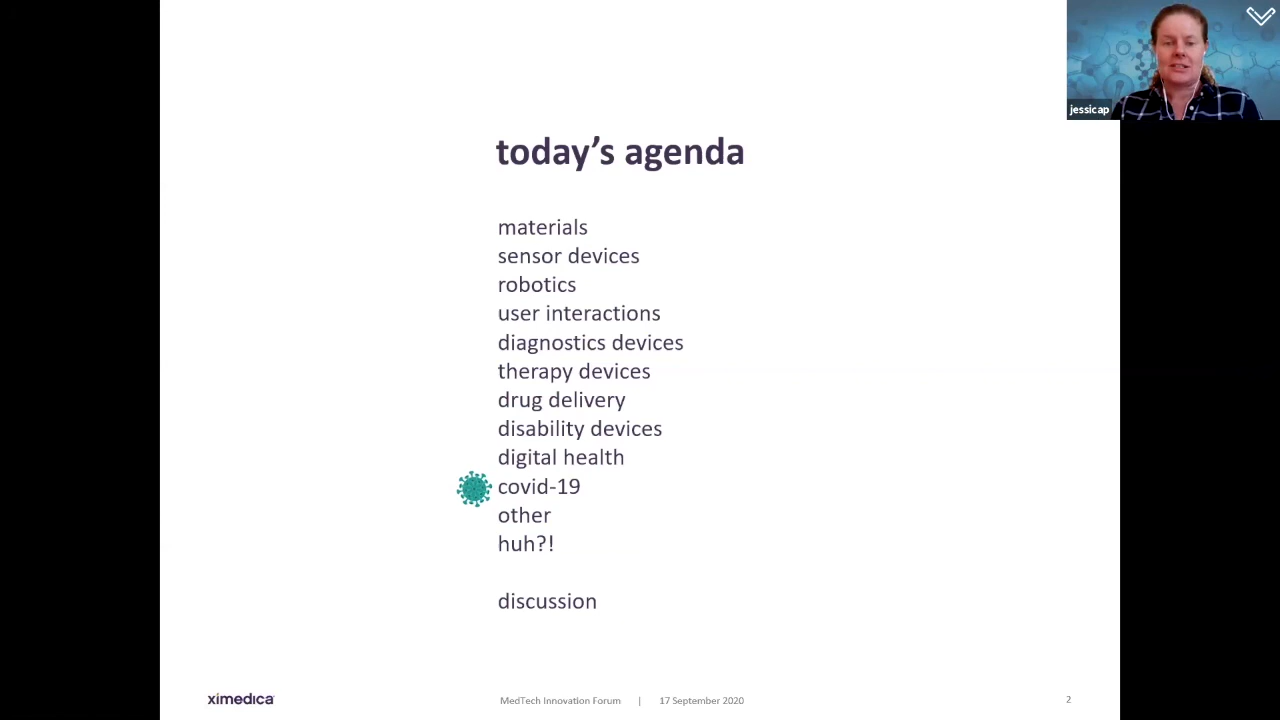 jessicap
today's agenda
materials
sensor devices
robotics
user interactions
diagnostics devices
therapy devices
drug delivery
disability devices
digital health
covid-19
other
huh?!
discussion
ximedica
MedTech Innovation Forum | 17 September 2020
2